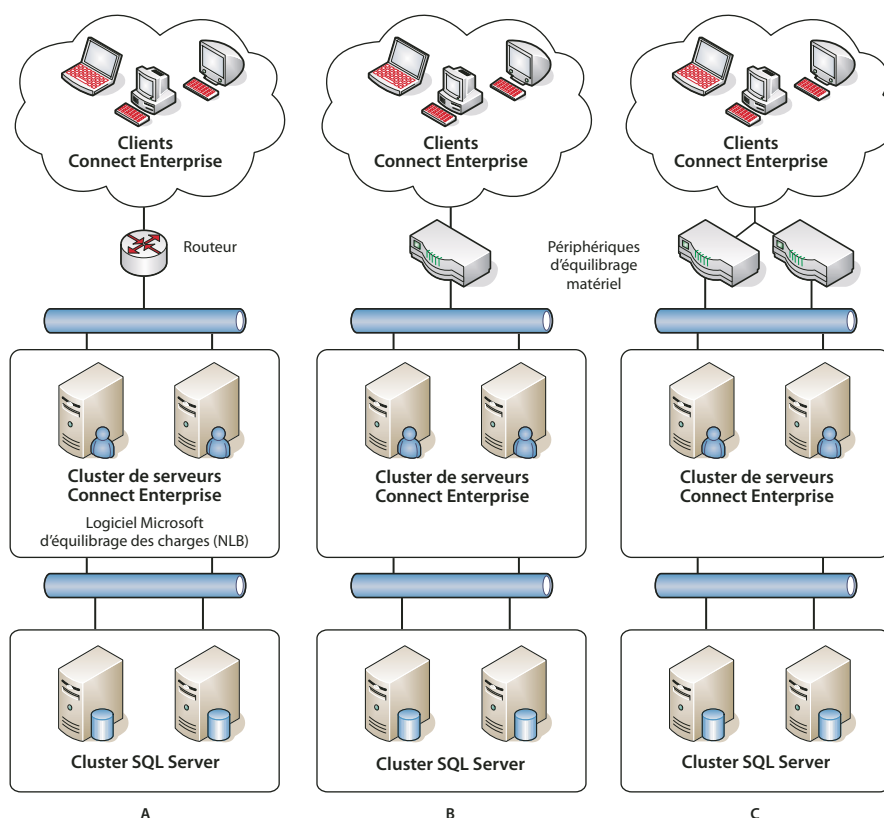 Clients
Connect Enterprise
Clients
Connect Enterprise
Clients
Connect Enterprise
Routeur
Périphériques
d'équilibrage
matériel
Cluster de serveurs
Connect Enterprise
Logiciel Microsoft
d'équilibrage des charges (NLB)
Cluster de serveurs
Connect Enterprise
Cluster de serveurs
Connect Enterprise
Cluster SQL Server
Cluster SQL Server
Cluster SQL Server
A
B
C